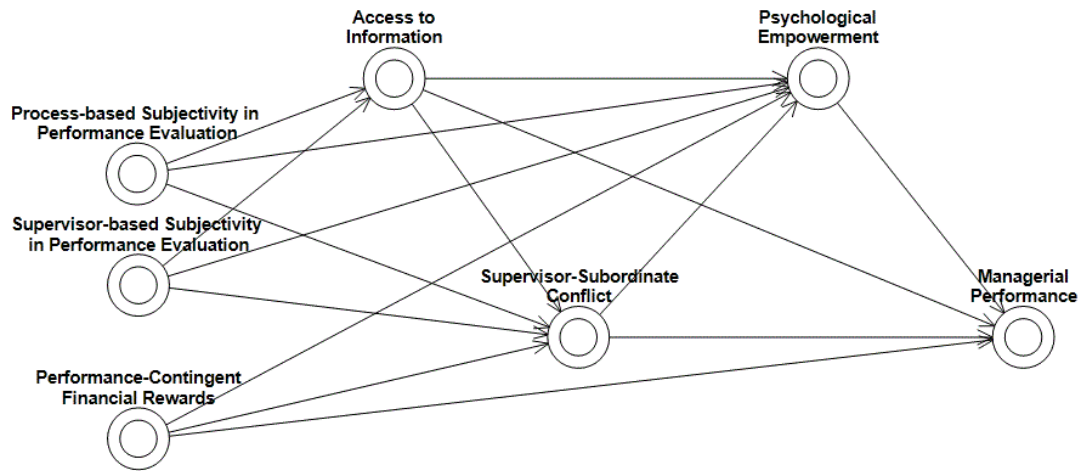 Access to
Information
Psychological
Empowerment
Process-based Subjectivity in
Performance Evaluation
Supervisor-based Subjectivity
in Performance Evaluation
Supervisor-Subordinate
Conflict
Managerial
Performance
Performance-Contingent
Financial Rewards